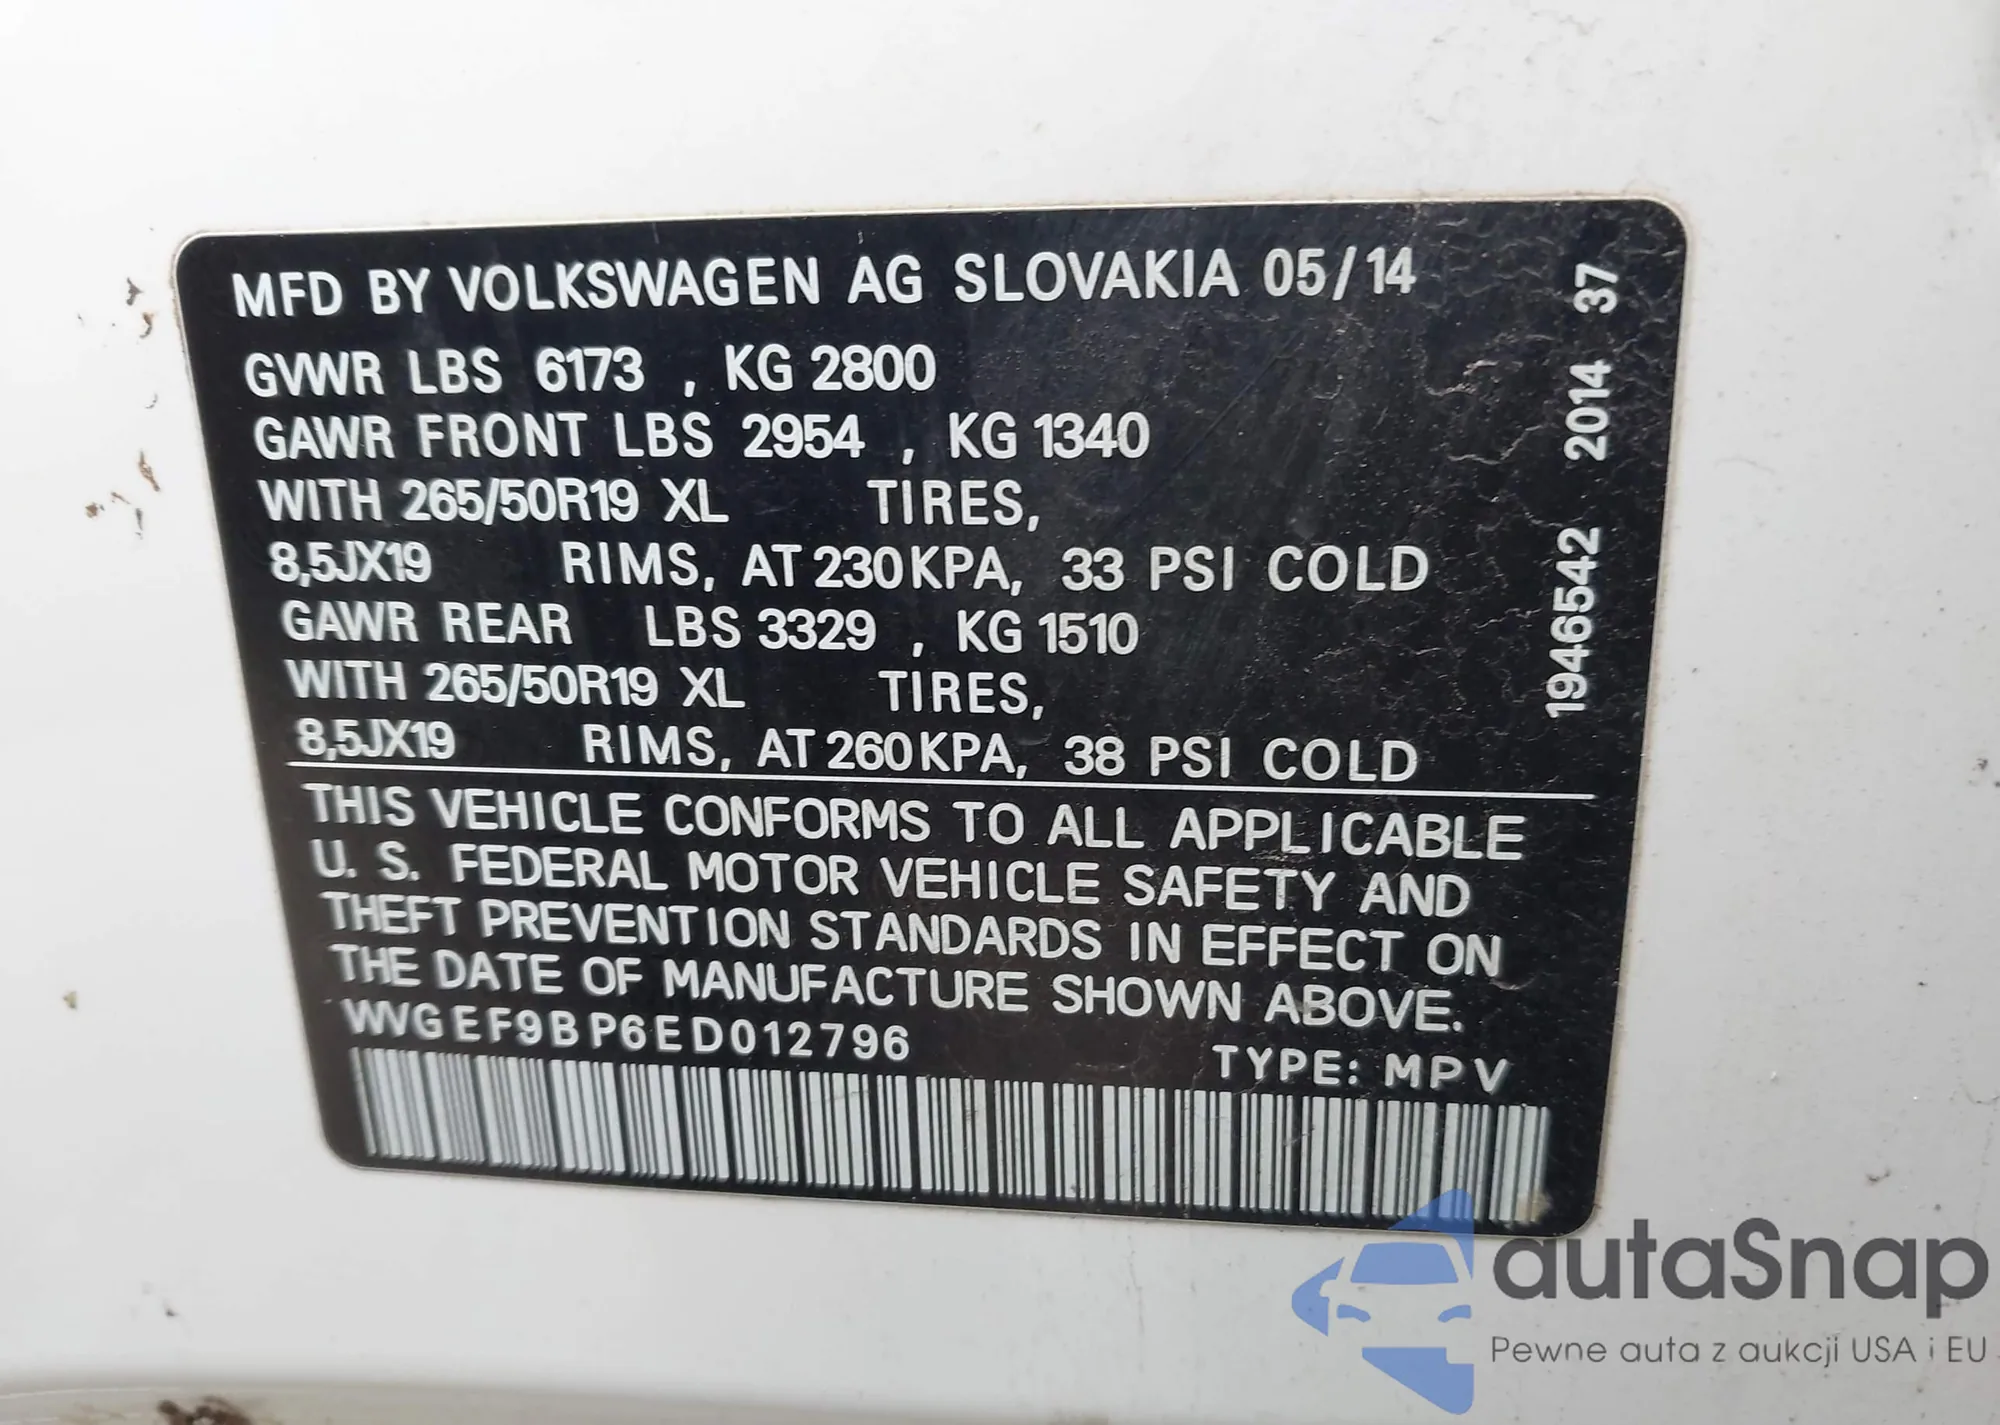 MFD BY VOLKSWAGEN AG SLOVAKIA 05/14
GVWR LBS 6173 , KG 2800
GAWR FRONT LBS 2954 , KG 1340
WITH 265/50R19 XL TIRES,
8,5JX19 RIMS, AT 230KPA, 33 PSI COLD
GAWR REAR LBS 3329 , KG 1510
WITH 265/50R19 XL TIRES,
8,5JX19 RIMS, AT 260KPA, 38 PSI COLD
THIS VEHICLE CONFORMS TO ALL APPLICABLE
U. S. FEDERAL MOTOR VEHICLE SAFETY AND
THEFT PREVENTION STANDARDS IN EFFECT ON
THE DATE OF MANUFACTURE SHOWN ABOVE.
WVGEF9BP6ED012796
TYPE: MPV
1946542 2014 37
autaSnap
Pewne auta z aukcji USA i EU